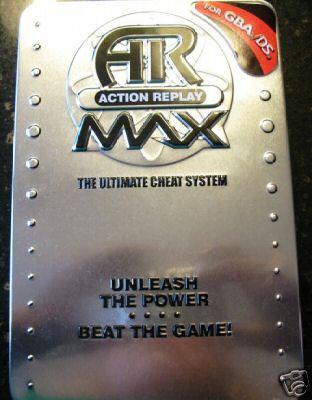 FOR GBA/DS
AR
ACTION REPLAY
MAX
THE ULTIMATE CHEAT SYSTEM
UNLEASH
THE POWER
BEAT THE GAME!